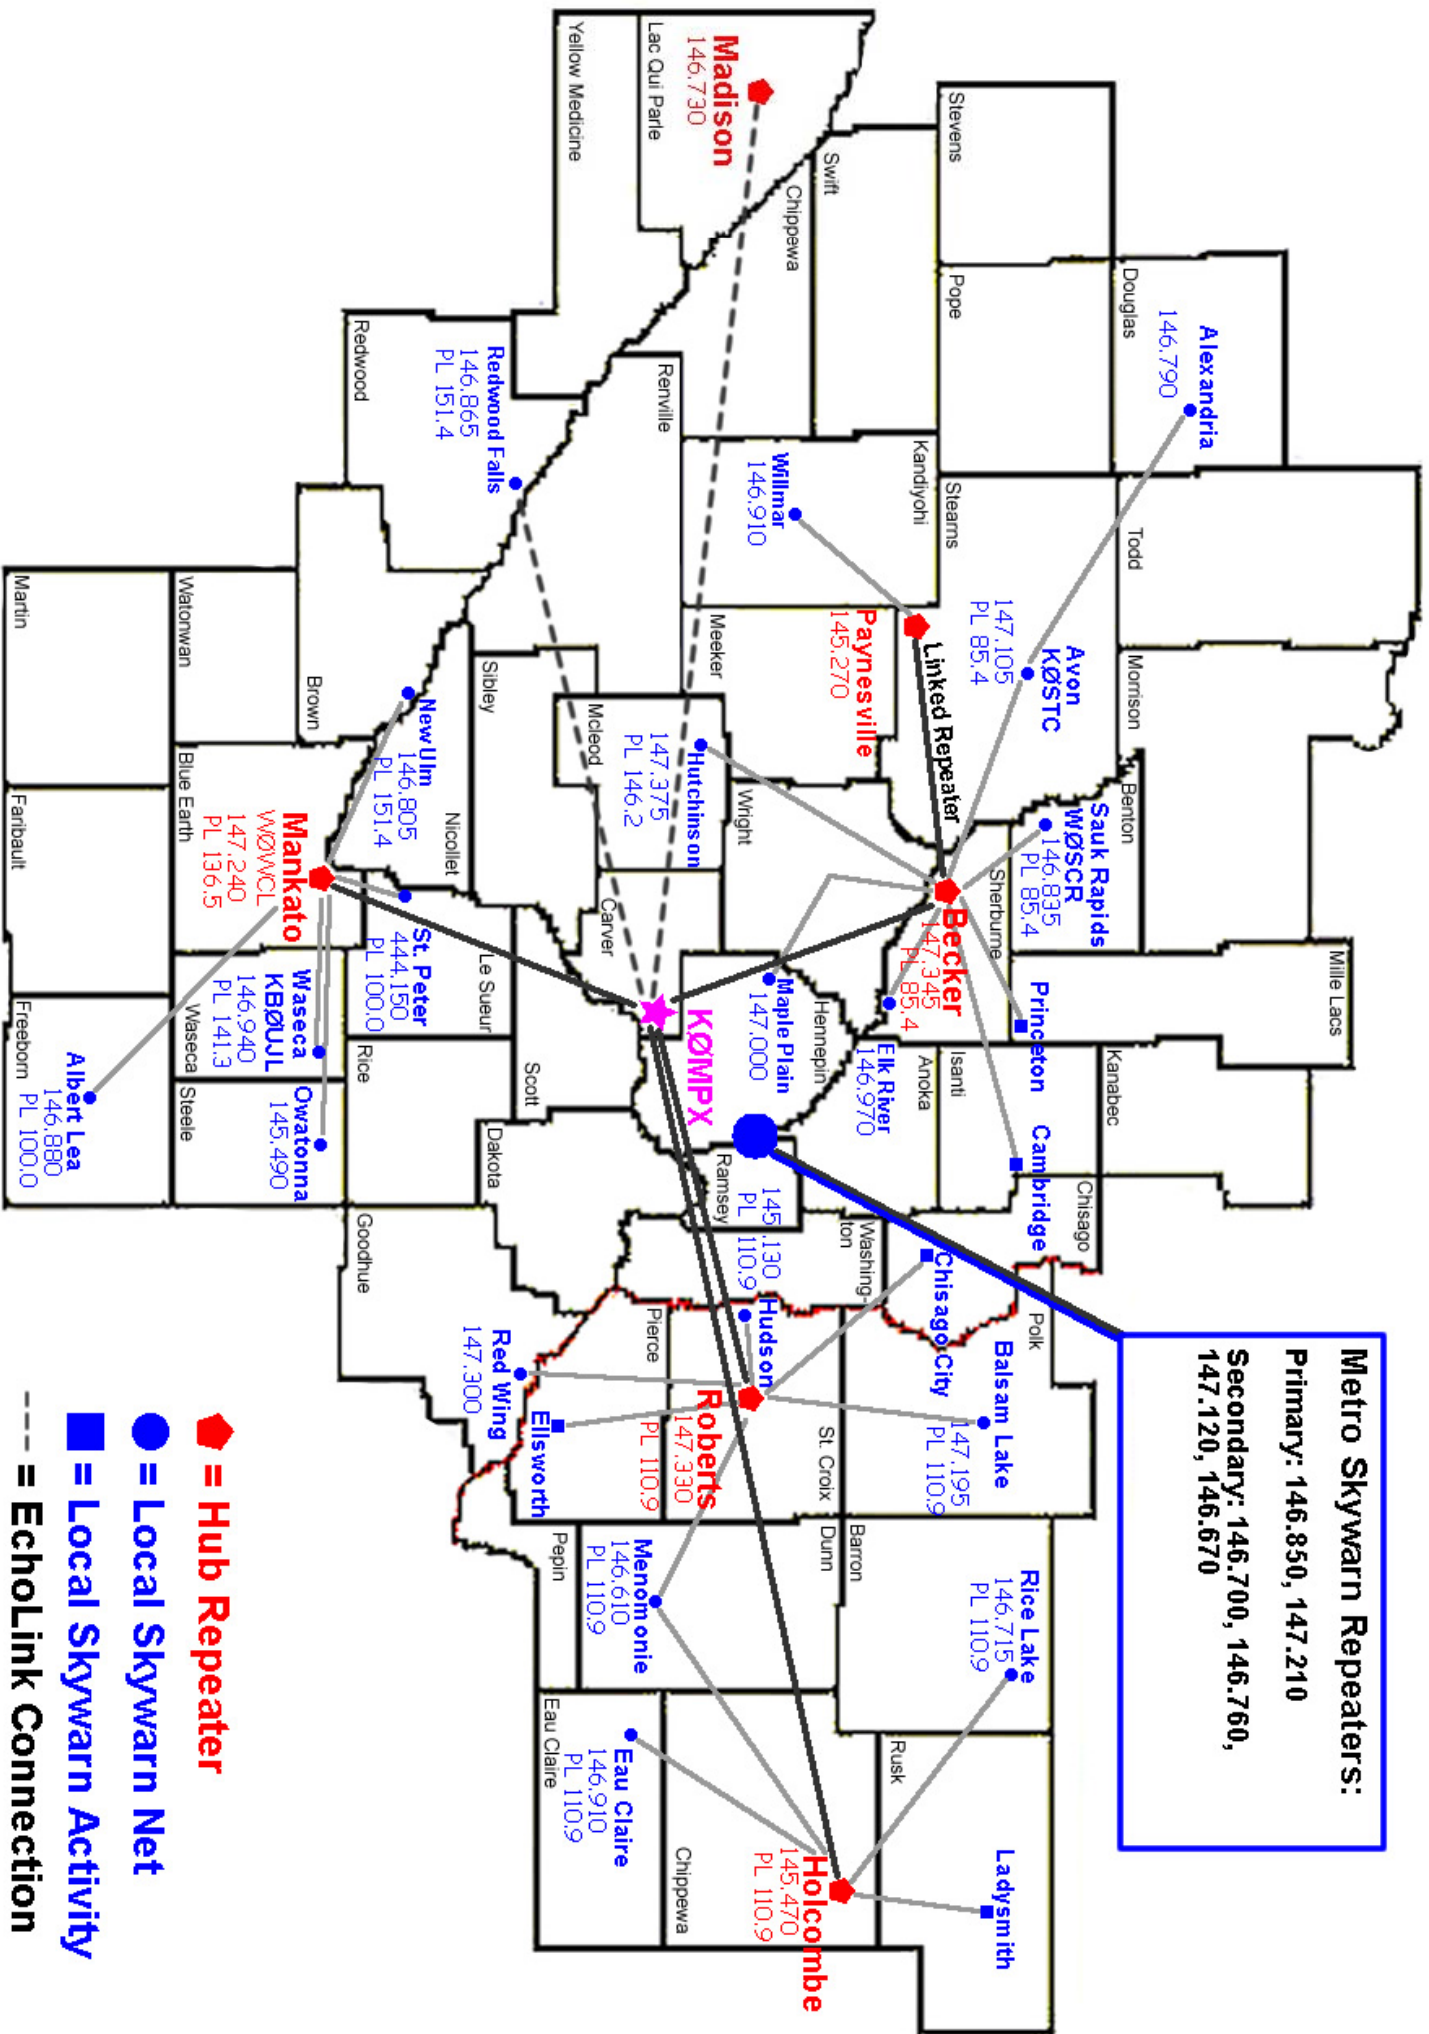 Metro Skywarn Repeaters:
Primary: 146.850, 147.210
Secondary: 146.700, 146.760,
147.120, 146.670
Mille Lacs
Todd
Morrison
Benton
Kanabec
Chisago
Douglas
Alexandria
146.790
Stevens
Pope
Stearns
Avon
KØSTC
147.105
PL 85.4
Sauk Rapids
WØSCR
146.835
PL 85.4
Sherburne
Princeton
Isanti
Cambridge
Anoka
Polk
Balsam Lake
147.195
PL 110.9
Rice Lake
146.715
PL 110.9
Ladysmith
Rusk
Barron
Swift
Chippewa
Kandiyohi
Willmar
146.910
Linked Repeater
Paynesville
145.270
Becker
147.345
PL 85.4
Elk River
146.970
Chisago City
Washing-
ton
St. Croix
Dunn
Holcombe
145.470
PL 110.9
Madison
146.730
Lac Qui Parle
Yellow Medicine
Renville
Meeker
Wright
Hutchinson
147.375
PL 146.2
Mcleod
Carver
Hennepin
Maple Plain
147.000
KØMPX
Ramsey
145.130
PL 110.9
Hudson
Roberts
147.330
PL 110.9
Pierce
Menomonie
146.610
PL 110.9
Chippewa
Eau Claire
146.910
PL 110.9
Eau Claire
Pepin
Ellsworth
Red Wing
147.300
Redwood Falls
146.865
PL 151.4
Redwood
Sibley
Scott
Dakota
New Ulm
146.805
PL 151.4
Nicollet
Le Sueur
St. Peter
444.150
PL 100.0
Rice
Goodhue
Brown
Watonwan
Blue Earth
Mankato
WØWCL
147.240
PL 136.5
Waseca
KBØUJL
146.940
PL 141.3
Owatonna
145.490
Waseca
Steele
Martin
Faribault
Freeborn
Albert Lea
146.880
PL 100.0
= Hub Repeater
= Local Skywarn Net
= Local Skywarn Activity
--- = EchoLink Connection